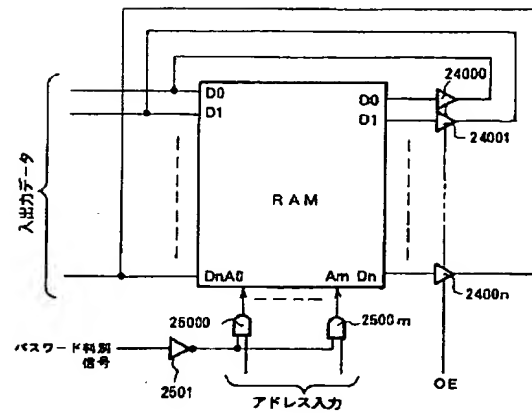 24000
D0
D0
D1
D1
24001
入出力データ
RAM
DnA0
Am
Dn
2400n
25000
2500m
パスワード判別
信号
2501
アドレス入力
OE